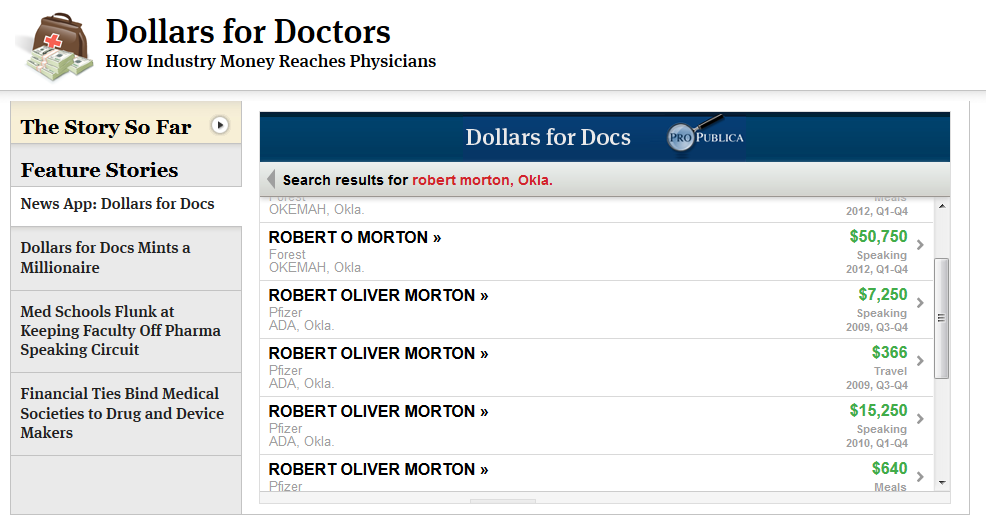 Dollars for Doctors
How Industry Money Reaches Physicians
The Story So Far
Feature Stories
News App: Dollars for Docs
Dollars for Docs Mints a
Millionaire
Med Schools Flunk at
Keeping Faculty Off Pharma
Speaking Circuit
Financial Ties Bind Medical
Societies to Drug and Device
Makers
Dollars for Docs PROPUBLICA
Search results for robert morton, Okla.
Forest Meals
OKEMAH, Okla. 2012, Q1-Q4
ROBERT O MORTON » $50,750
Forest Speaking
OKEMAH, Okla. 2012, Q1-Q4
ROBERT OLIVER MORTON » $7,250
Pfizer Speaking
ADA, Okla. 2009, Q3-Q4
ROBERT OLIVER MORTON » $366
Pfizer Travel
ADA, Okla. 2009, Q3-Q4
ROBERT OLIVER MORTON » $15,250
Pfizer Speaking
ADA, Okla. 2010, Q1-Q4
ROBERT OLIVER MORTON » $640
Pfizer Meals